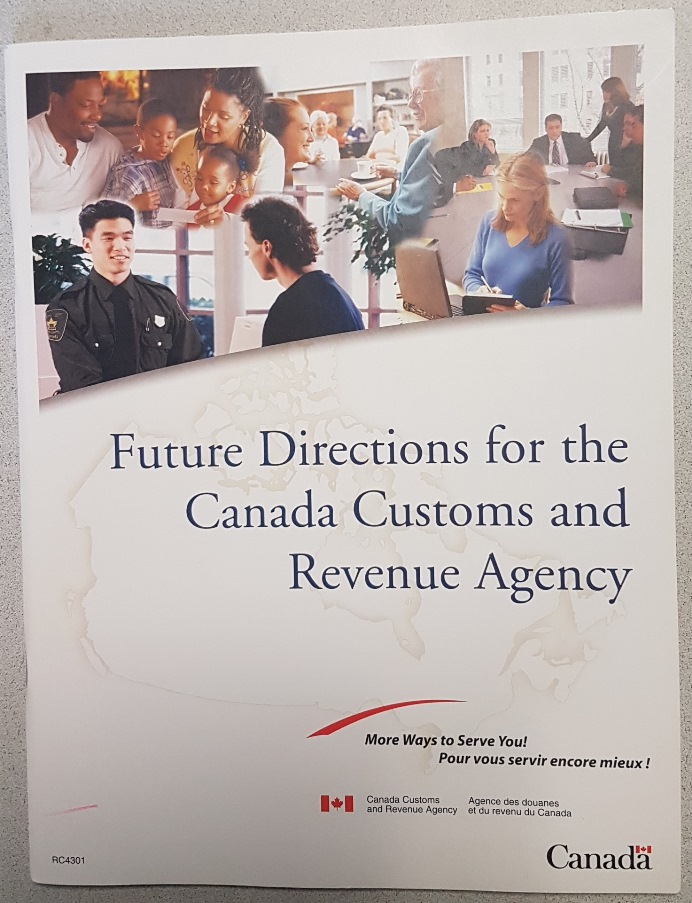 Future Directions for the
Canada Customs and
Revenue Agency
More Ways to Serve You!
Pour vous servir encore mieux !
Canada Customs
and Revenue Agency
Agence des douanes
et du revenu du Canada
RC4301
Canada